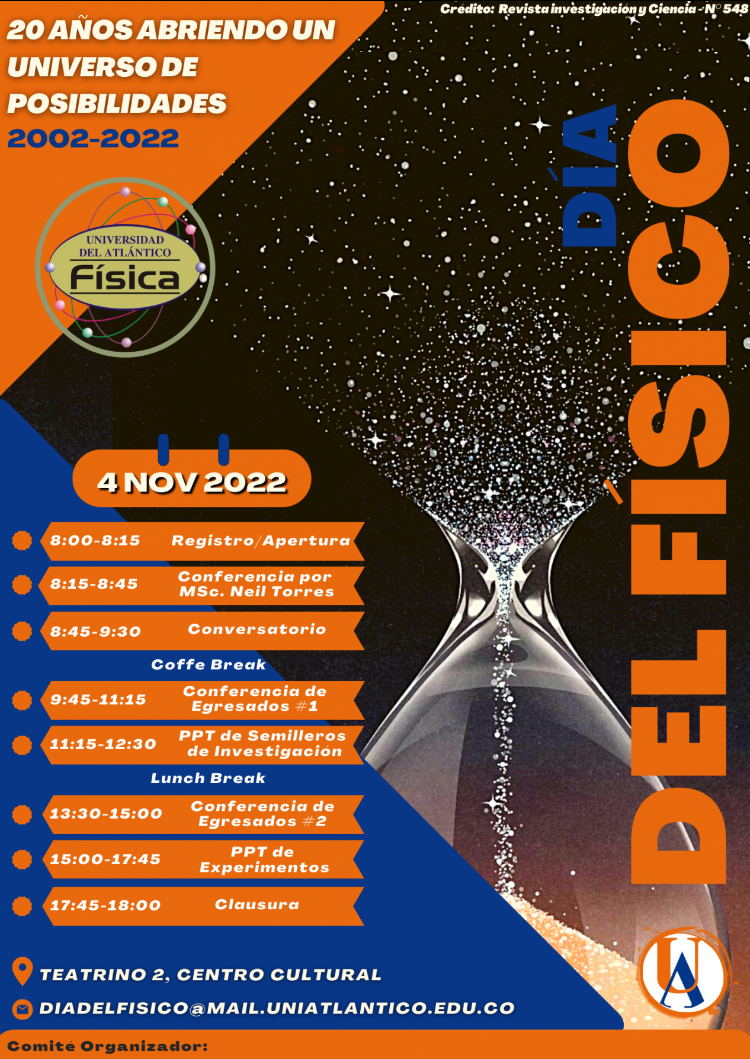 Crédito: Revista investigación y Ciencia - N° 548
20 AÑOS ABRIENDO UN
UNIVERSO DE
POSIBILIDADES
2002-2022
UNIVERSIDAD
DEL ATLÁNTICO
Física
DÍA
DEL FÍSICO
4 NOV 2022
8:00-8:15 Registro/Apertura
8:15-8:45 Conferencia por
MSc. Neil Torres
8:45-9:30 Conversatorio
Coffe Break
9:45-11:15 Conferencia de
Egresados #1
11:15-12:30 PPT de Semilleros
de Investigación
Lunch Break
13:30-15:00 Conferencia de
Egresados #2
15:00-17:45 PPT de
Experimentos
17:45-18:00 Clausura
TEATRINO 2, CENTRO CULTURAL
DIADELFISICO@MAIL.UNIATLANTICO.EDU.CO
UA
Comité Organizador: